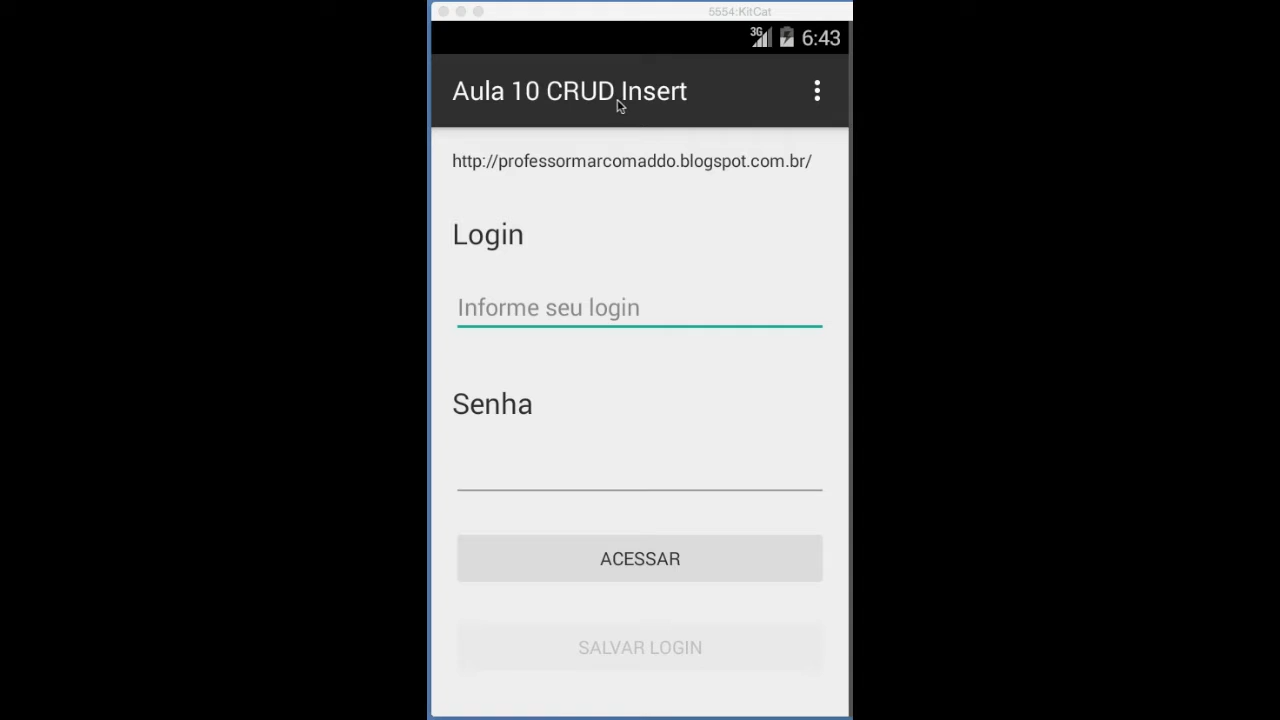 5554:KitCat
3G 6:43
Aula 10 CRUD Insert
http://professormarcomaddo.blogspot.com.br/
Login
Informe seu login
Senha
ACESSAR
SALVAR LOGIN